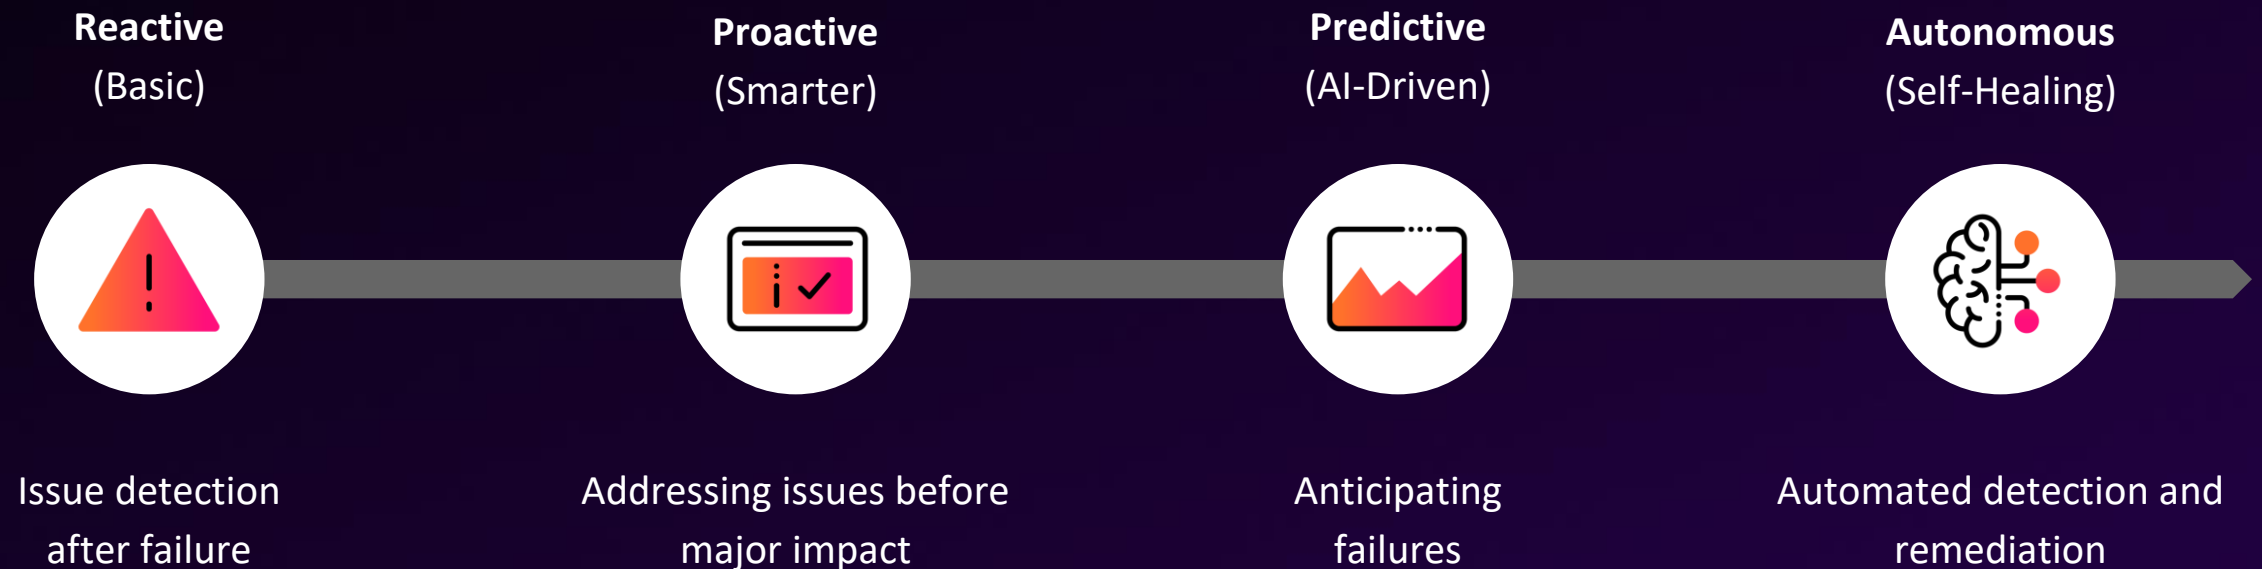 Reactive
(Basic)
Issue detection
after failure
Proactive
(Smarter)
Addressing issues before
major impact
Predictive
(AI-Driven)
Anticipating
failures
Autonomous
(Self-Healing)
Automated detection and
remediation